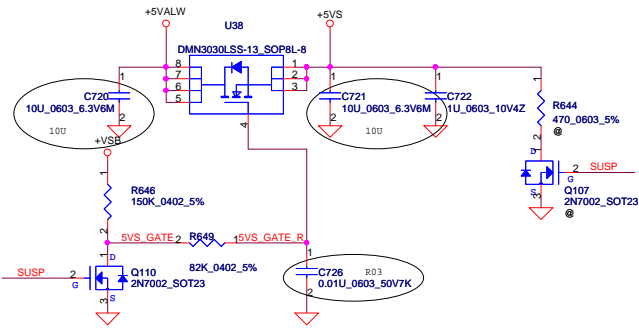 +5VALW
U38
+5VS
DMN3030LSS-13_SOP8L-8
8
7
6
5
1
2
3
4
1
C720
10U_0603_6.3V6M
2
10U
1
C721
10U_0603_6.3V6M
2
10U
1
C722
1U_0603_10V4Z
2
1
R644
470_0603_5%
@
2
+VSB
1
R646
150K_0402_5%
2
D
1
2
SUSP
G
Q107
2N7002_SOT23
@
S
3
5VS_GATE
2
R649
1
5VS_GATE_R
82K_0402_5%
SUSP
2
G
D
1
Q110
2N7002_SOT23
S
3
1
C726
R03
0.01U_0603_50V7K
2